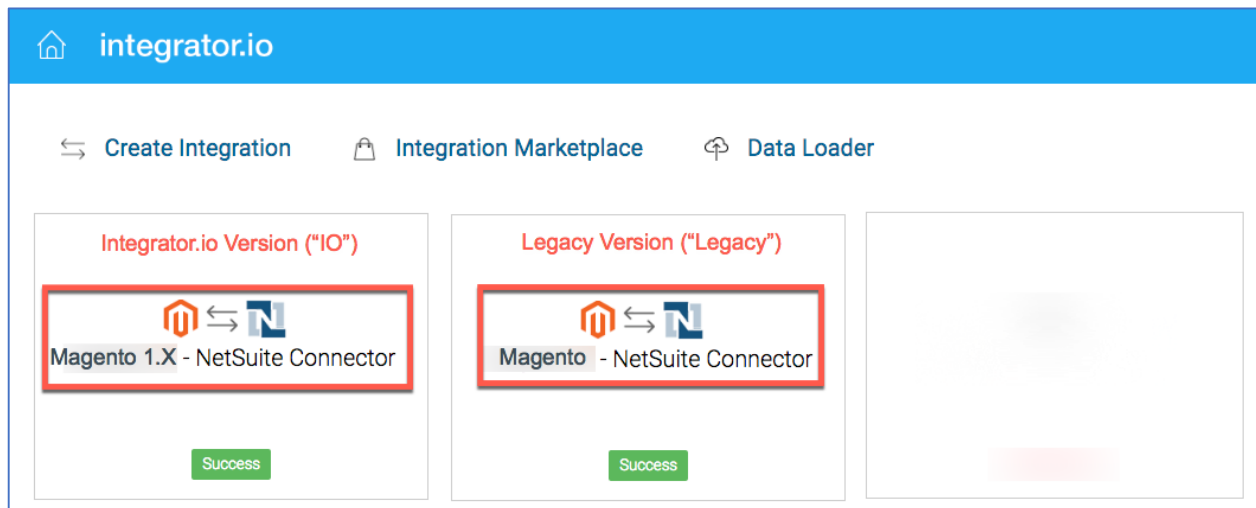 integrator.io
Create Integration Integration Marketplace Data Loader
Integrator.io Version (“IO”)
Magento 1.X - NetSuite Connector
Success
Legacy Version (“Legacy”)
Magento - NetSuite Connector
Success